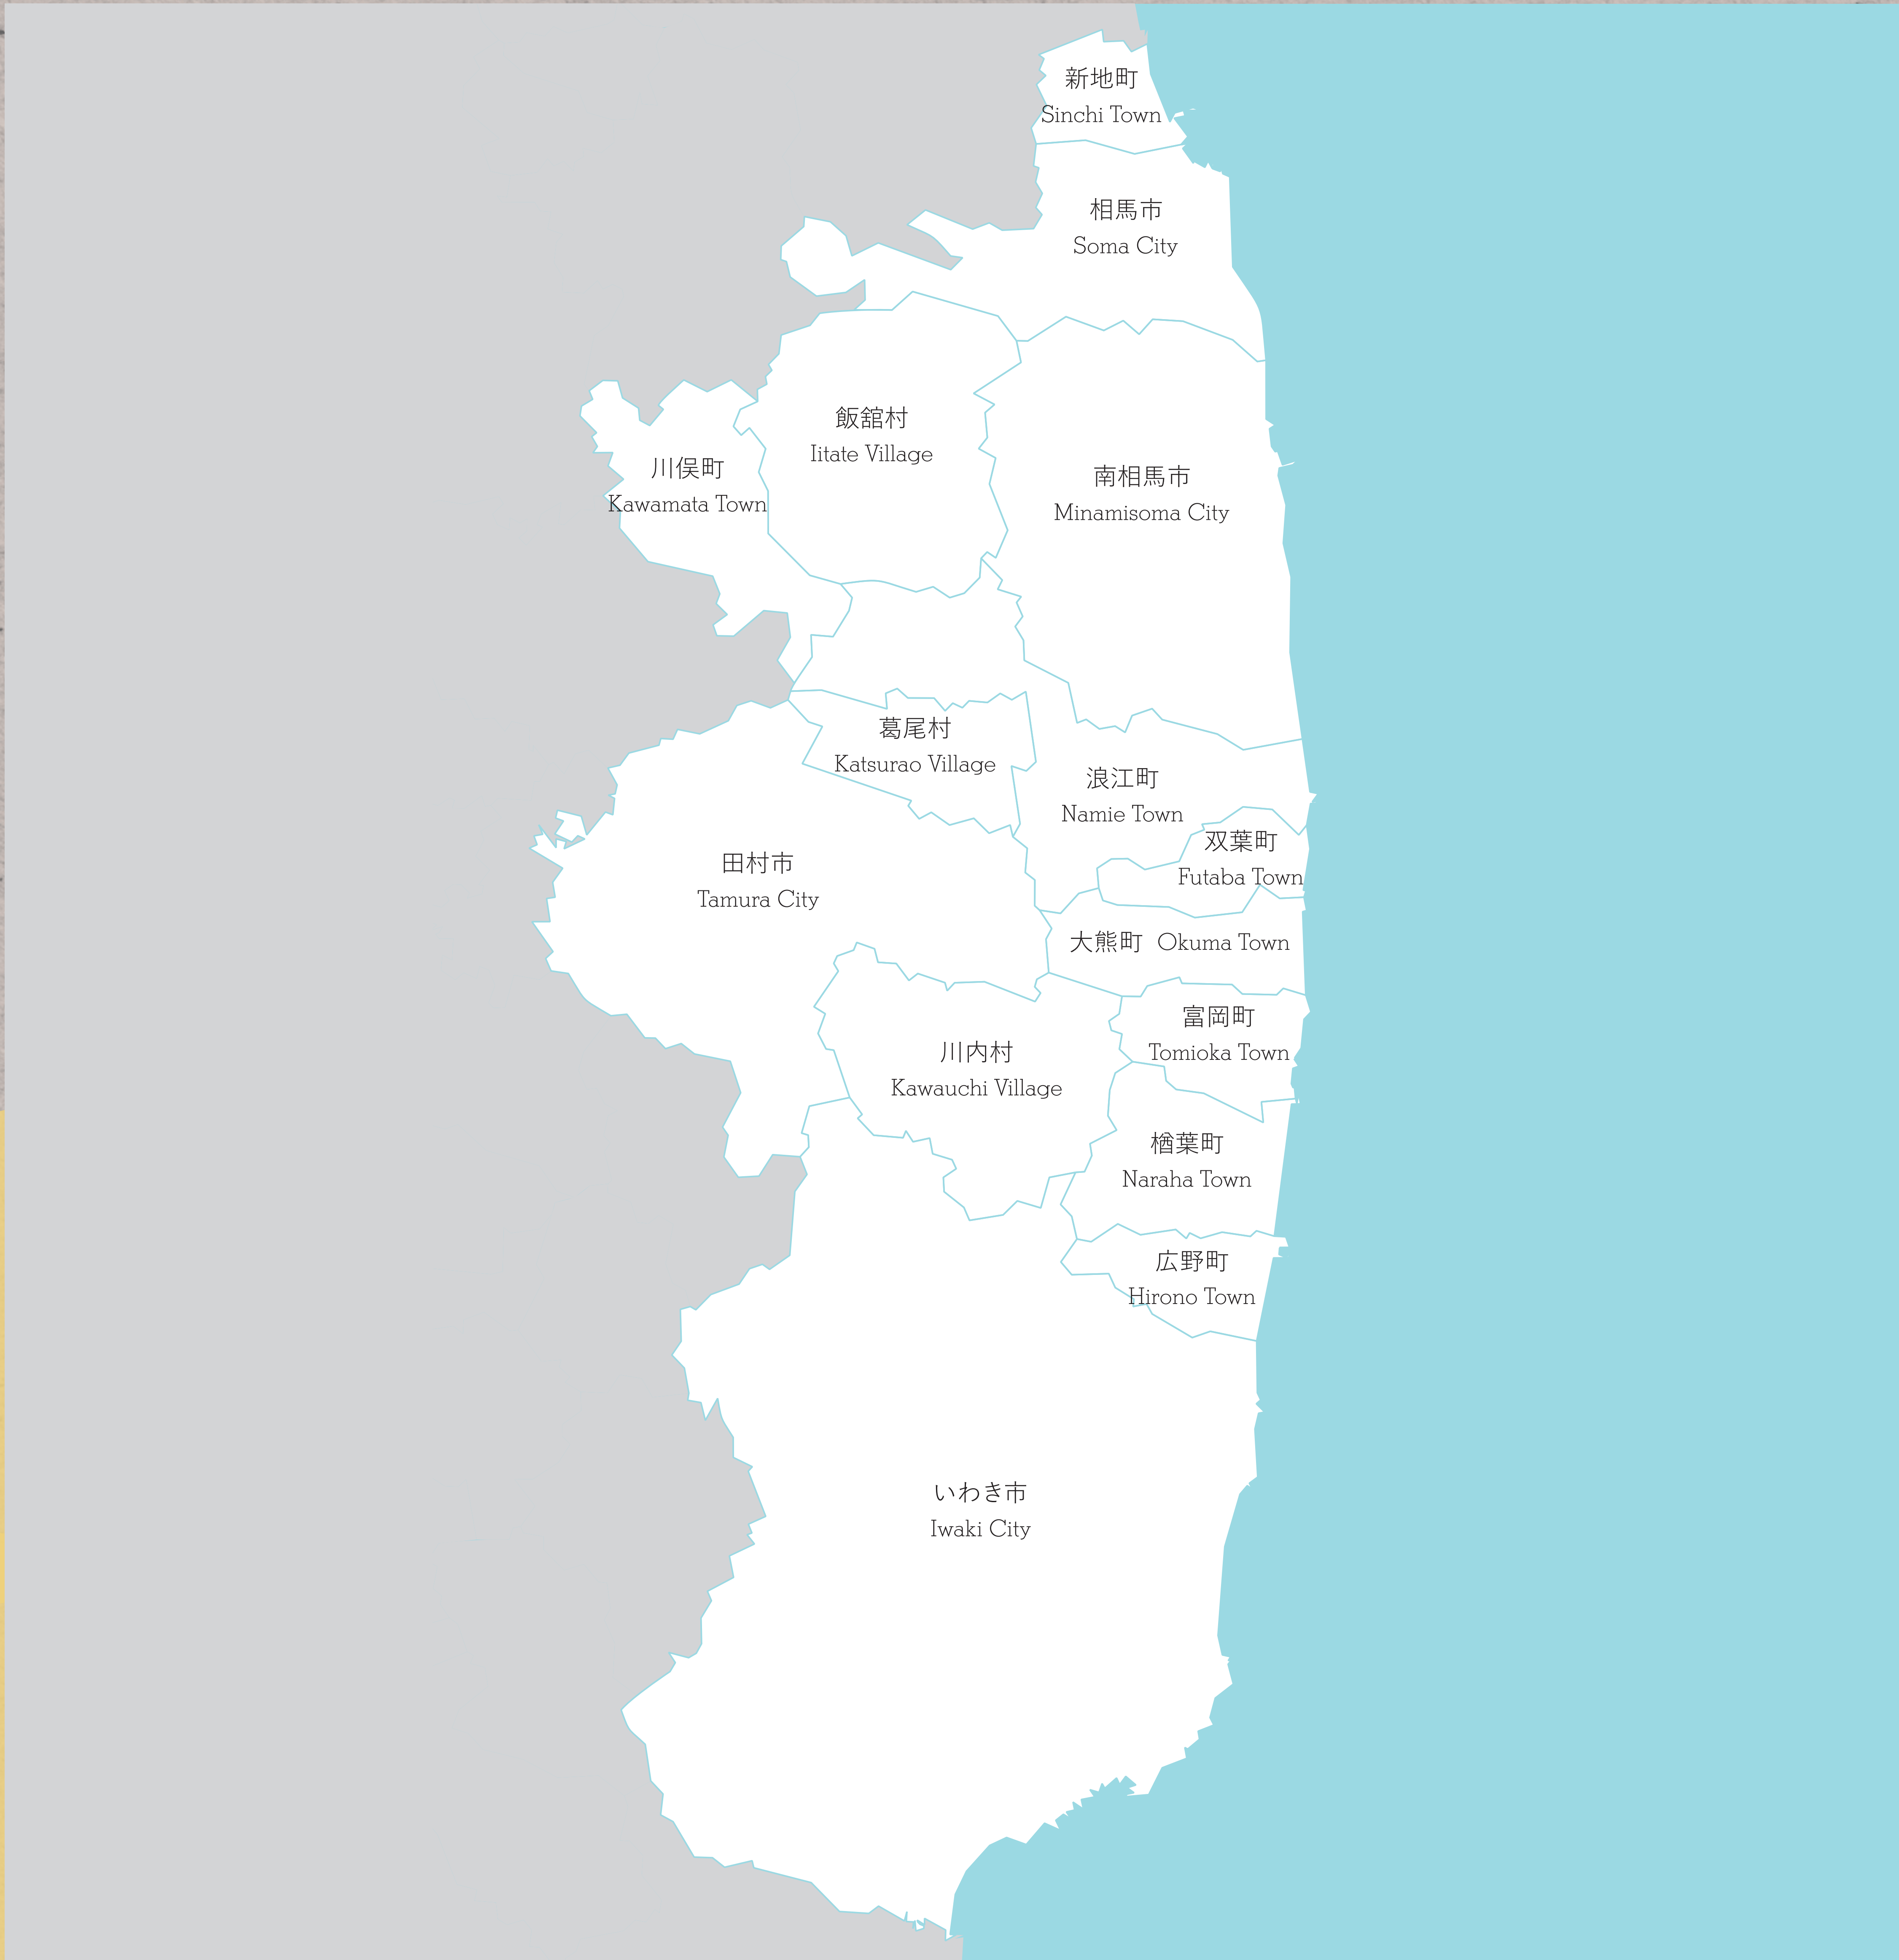 新地町
Sinchi Town
相馬市
Soma City
飯舘村
Iitate Village
川俣町
Kawamata Town
南相馬市
Minamisoma City
葛尾村
Katsurao Village
浪江町
Namie Town
双葉町
Futaba Town
田村市
Tamura City
大熊町 Okuma Town
富岡町
Tomioka Town
川内村
Kawauchi Village
楢葉町
Naraha Town
広野町
Hirono Town
いわき市
Iwaki City